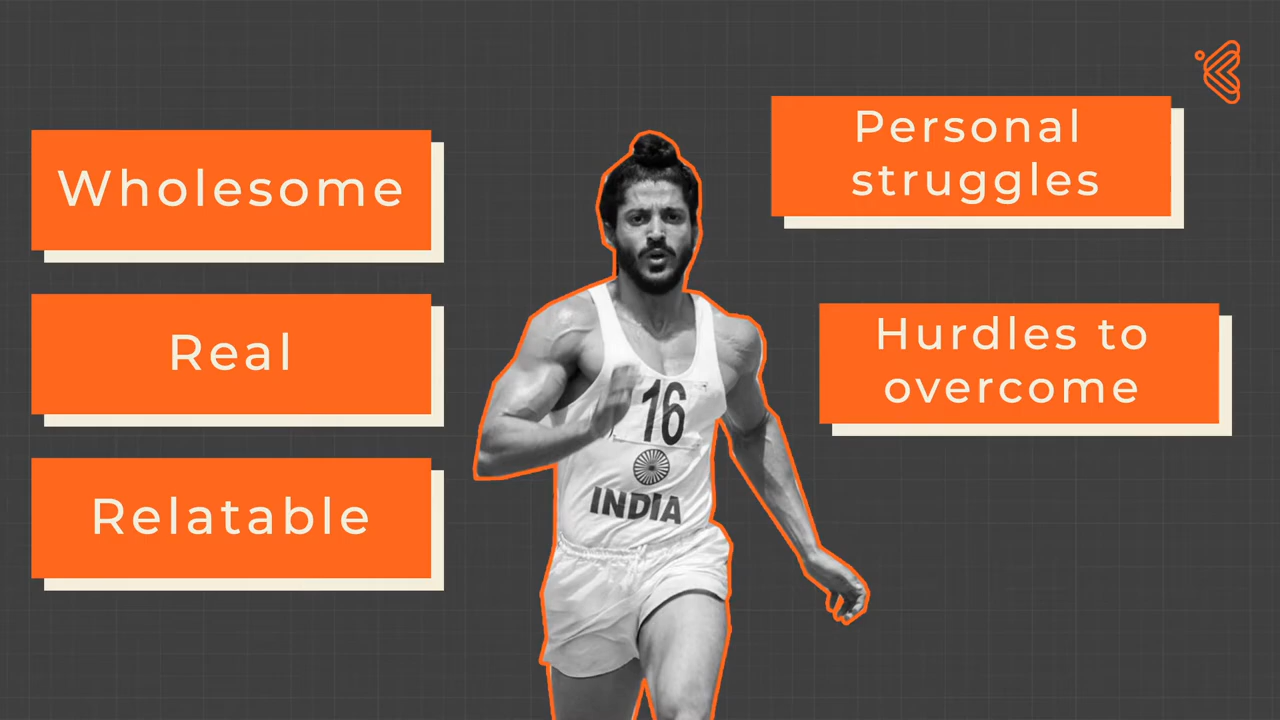 Wholesome
Real
Relatable
Personal
struggles
Hurdles to
overcome
16
INDIA